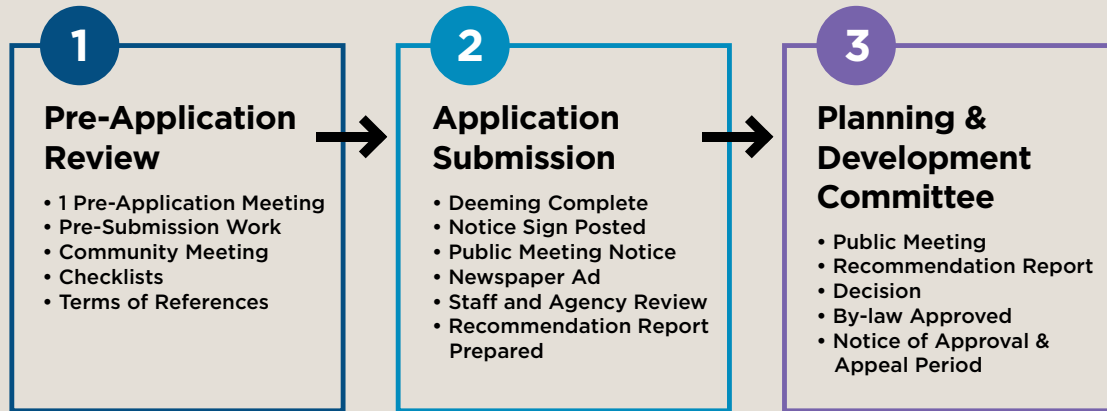 1
Pre-Application
Review
• 1 Pre-Application Meeting
• Pre-Submission Work
• Community Meeting
• Checklists
• Terms of References
2
Application
Submission
• Deeming Complete
• Notice Sign Posted
• Public Meeting Notice
• Newspaper Ad
• Staff and Agency Review
• Recommendation Report
Prepared
3
Planning &
Development
Committee
• Public Meeting
• Recommendation Report
• Decision
• By-law Approved
• Notice of Approval &
Appeal Period